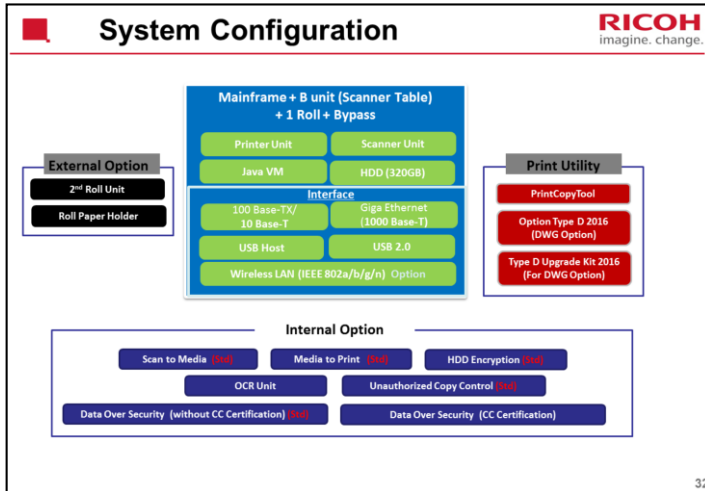 System Configuration
RICOH
imagine. change.
Mainframe + B unit (Scanner Table)
+ 1 Roll + Bypass
Printer Unit
Scanner Unit
Java VM
HDD (320GB)
Interface
100 Base-TX/
10 Base-T
Giga Ethernet
(1000 Base-T)
USB Host
USB 2.0
Wireless LAN (IEEE 802a/b/g/n) Option
External Option
2nd Roll Unit
Roll Paper Holder
Print Utility
PrintCopyTool
Option Type D 2016
(DWG Option)
Type D Upgrade Kit 2016
(For DWG Option)
Internal Option
Scan to Media (Std)
Media to Print (Std)
HDD Encryption (Std)
OCR Unit
Unauthorized Copy Control (Std)
Data Over Security (without CC Certification) (Std)
Data Over Security (CC Certification)
32